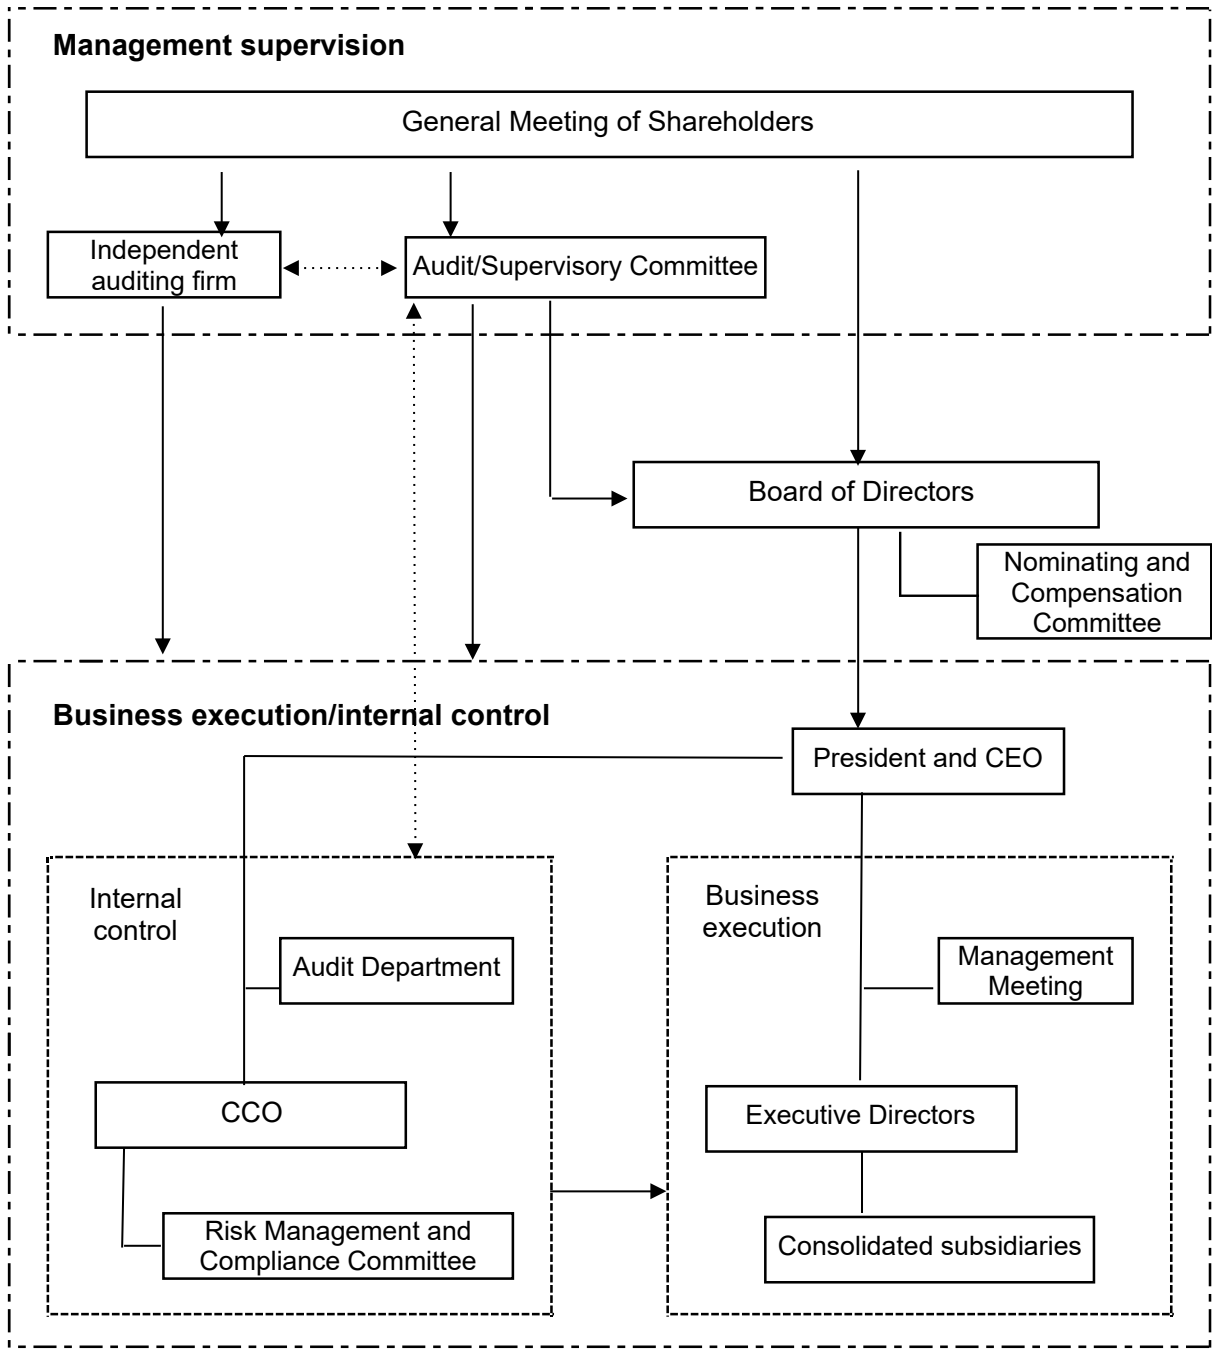 Management supervision
General Meeting of Shareholders
Independent
auditing firm
Audit/Supervisory Committee
Board of Directors
Nominating and
Compensation
Committee
Business execution/internal control
President and CEO
Internal
control
Audit Department
CCO
Risk Management and
Compliance Committee
Business
execution
Management
Meeting
Executive Directors
Consolidated subsidiaries